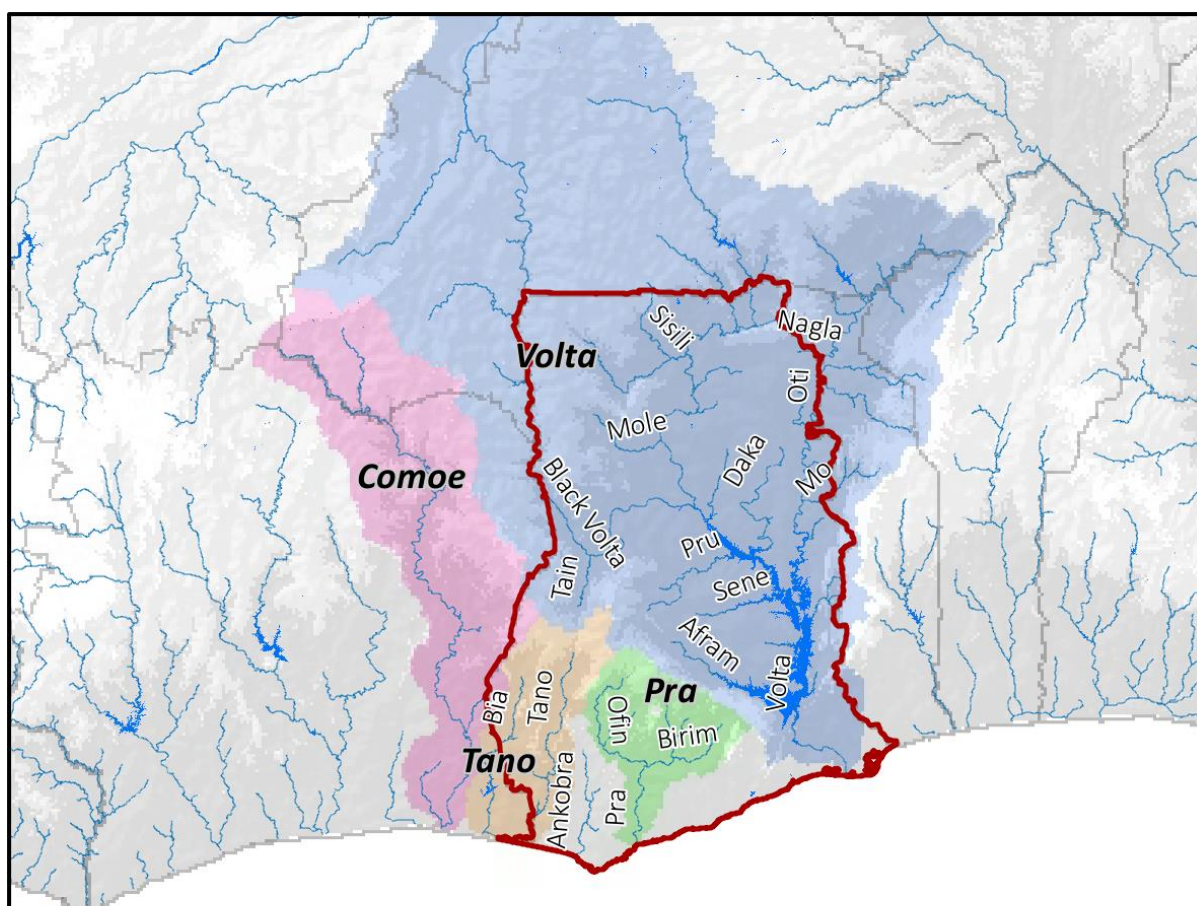 Nagla
Sisili
Volta
Oti
Mole
Daka
Comoe
Mo
Black Volta
Pru
Tain
Sene
Afram
Volta
Pra
Bia
Tano
Ofin
Birim
Tano
Ankobra
Pra